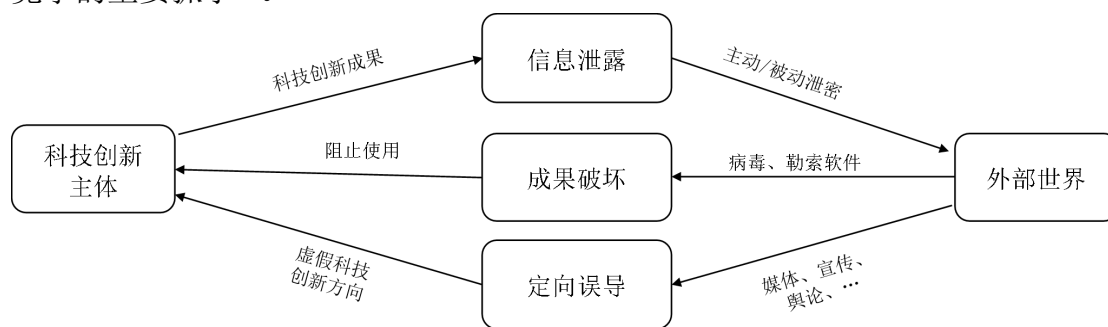 信息泄露
科技创新成果
主动/被动泄密
科技创新
主体
阻止使用
成果破坏
病毒、勒索软件
外部世界
虚假科技
创新方向
定向误导
媒体、宣传、
舆论、…